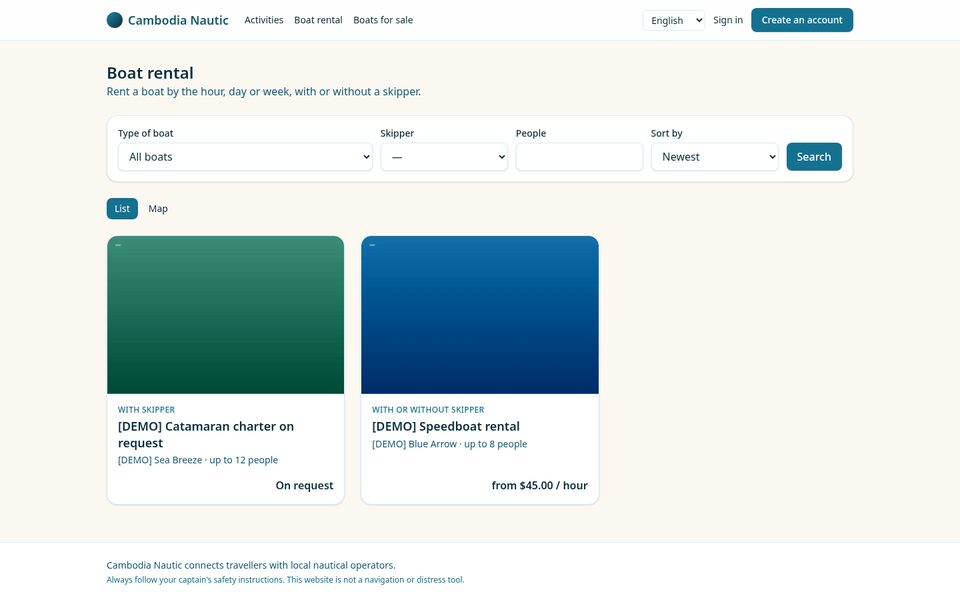 Cambodia Nautic
Activities
Boat rental
Boats for sale
English
Sign in
Create an account
Boat rental
Rent a boat by the hour, day or week, with or without a skipper.
Type of boat
Skipper
People
Sort by
All boats
—
Newest
Search
List
Map
WITH SKIPPER
[DEMO] Catamaran charter on
request
[DEMO] Sea Breeze · up to 12 people
On request
WITH OR WITHOUT SKIPPER
[DEMO] Speedboat rental
[DEMO] Blue Arrow · up to 8 people
from $45.00 / hour
Cambodia Nautic connects travellers with local nautical operators.
Always follow your captain's safety instructions. This website is not a navigation or distress tool.